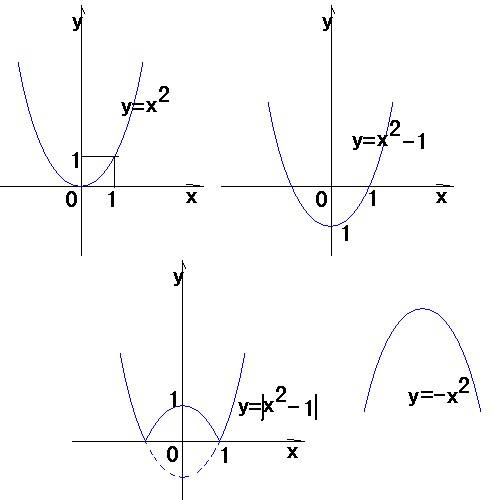 y
y=x²
1
0 1 x
y
y=x²-1
0 1 x
1
y
1
y=|x²-1|
0 1 x
y=-x²